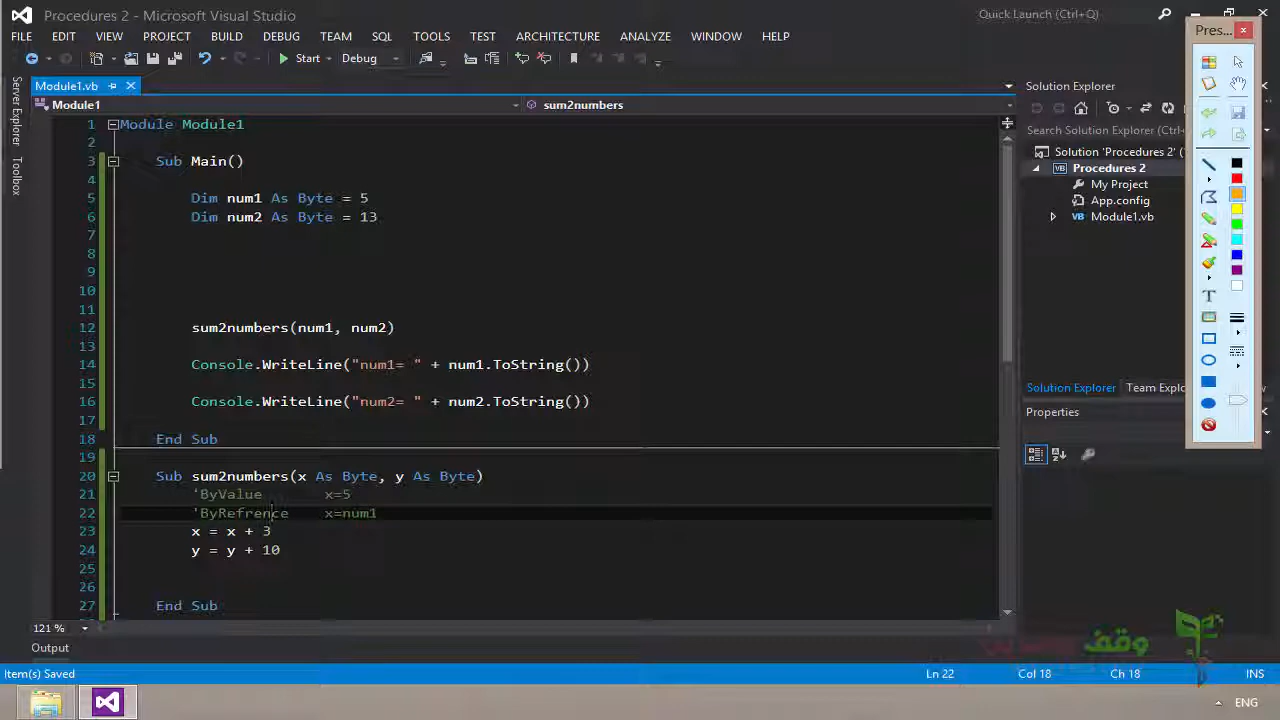 Procedures 2 - Microsoft Visual Studio
Quick Launch (Ctrl+Q)
Pres...
FILE EDIT VIEW PROJECT BUILD DEBUG TEAM SQL TOOLS TEST ARCHITECTURE ANALYZE WINDOW HELP
Start Debug
Module1.vb
Module1
sum2numbers
Server Explorer
Toolbox
1 Module Module1
2
3 Sub Main()
4
5 Dim num1 As Byte = 5
6 Dim num2 As Byte = 13
7
8
9
10
11
12 sum2numbers(num1, num2)
13
14 Console.WriteLine("num1= " + num1.ToString())
15
16 Console.WriteLine("num2= " + num2.ToString())
17
18 End Sub
19
20 Sub sum2numbers(x As Byte, y As Byte)
21 'ByValue x=5
22 'ByRefrence x=num1
23 x = x + 3
24 y = y + 10
25
26
27 End Sub
121 %
Solution Explorer
Search Solution Explorer (Ctrl+
Solution 'Procedures 2' (
Procedures 2
My Project
App.config
Module1.vb
Solution Explorer Team Explo
Properties
Output
Item(s) Saved
Ln 22 Col 18 Ch 18 INS
وقف
ENG